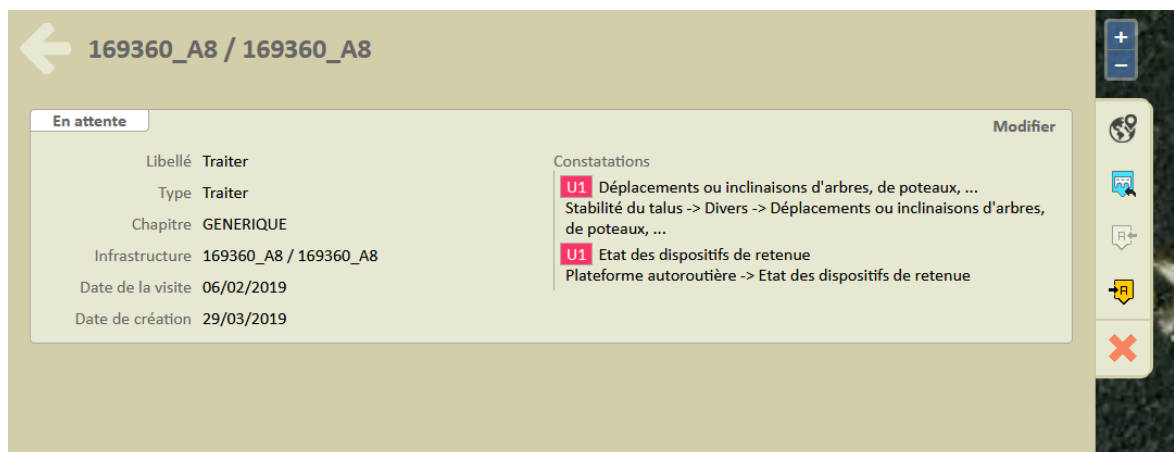 169360_A8 / 169360_A8
En attente
Modifier
Libellé Traiter
Type Traiter
Chapitre GENERIQUE
Infrastructure 169360_A8 / 169360_A8
Date de la visite 06/02/2019
Date de création 29/03/2019
Constatations
U1 Déplacements ou inclinaisons d'arbres, de poteaux, ...
Stabilité du talus -> Divers -> Déplacements ou inclinaisons d'arbres,
de poteaux, ...
U1 Etat des dispositifs de retenue
Plateforme autoroutière -> Etat des dispositifs de retenue
+
−
R
R